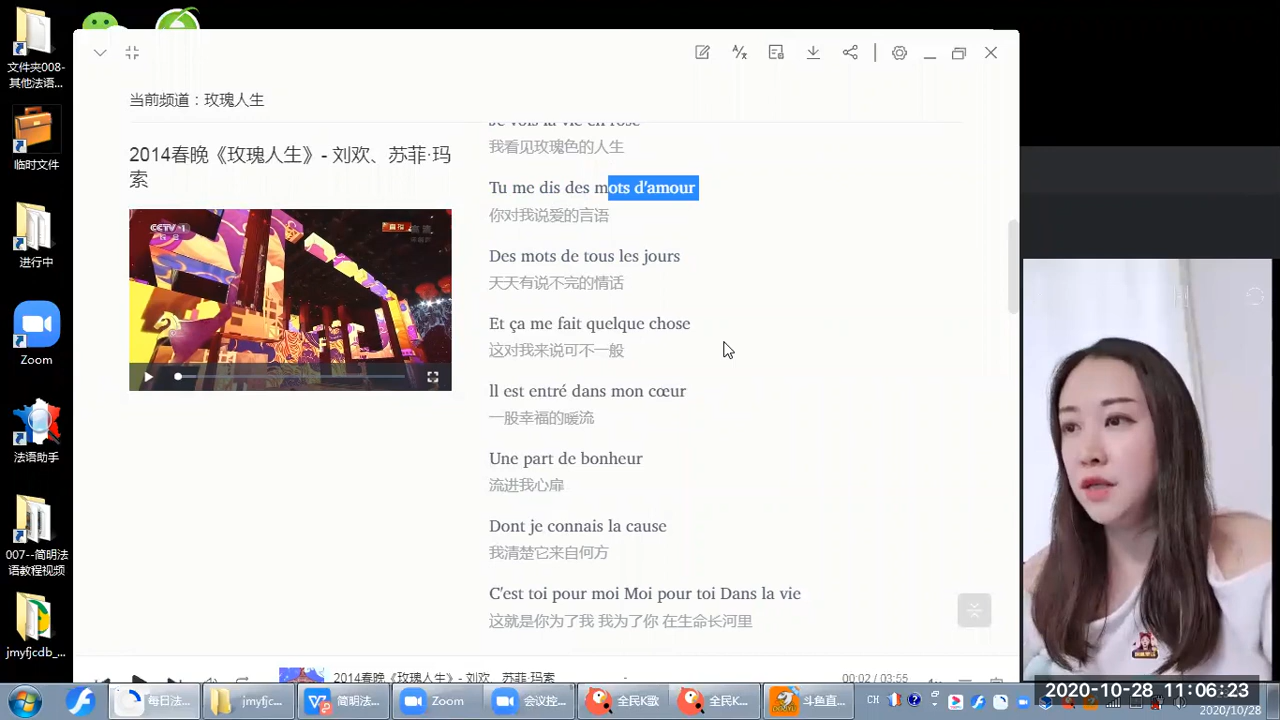 文件夹008-
其他法语...
临时文件
进行中
Zoom
法语助手
007--简明法
语教程视频
jmyfjcdb_...
当前频道：玫瑰人生
2014春晚《玫瑰人生》- 刘欢、苏菲·玛
索
CCTV 1
Je vois la vie en rose
我看见玫瑰色的人生
Tu me dis des mots d'amour
你对我说爱的言语
Des mots de tous les jours
天天有说不完的情话
Et ça me fait quelque chose
这对我来说可不一般
ll est entré dans mon cœur
一股幸福的暖流
Une part de bonheur
流进我心扉
Dont je connais la cause
我清楚它来自何方
C'est toi pour moi Moi pour toi Dans la vie
这就是你为了我 我为了你 在生命长河里
2014春晚《玫瑰人生》- 刘欢、苏菲·玛索
-
00:02 / 03:55
每日法...
jmyfjc...
简明法...
Zoom
会议控...
全民K歌
全民K...
斗鱼直...
CH
2020-10-28 11:06:23
2020/10/28